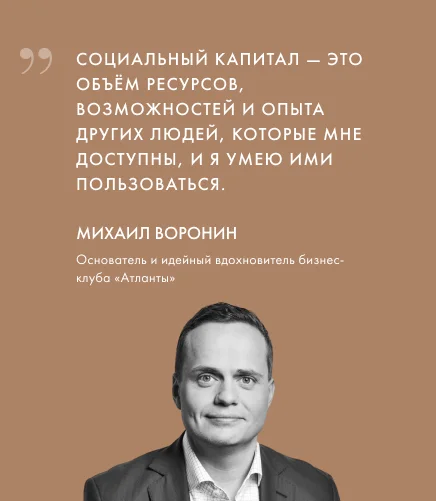 ”
СОЦИАЛЬНЫЙ КАПИТАЛ — ЭТО
ОБЪЁМ РЕСУРСОВ,
ВОЗМОЖНОСТЕЙ И ОПЫТА
ДРУГИХ ЛЮДЕЙ, КОТОРЫЕ МНЕ
ДОСТУПНЫ, И Я УМЕЮ ИМИ
ПОЛЬЗОВАТЬСЯ.
МИХАИЛ ВОРОНИН
Основатель и идейный вдохновитель бизнес-
клуба «Атланты»